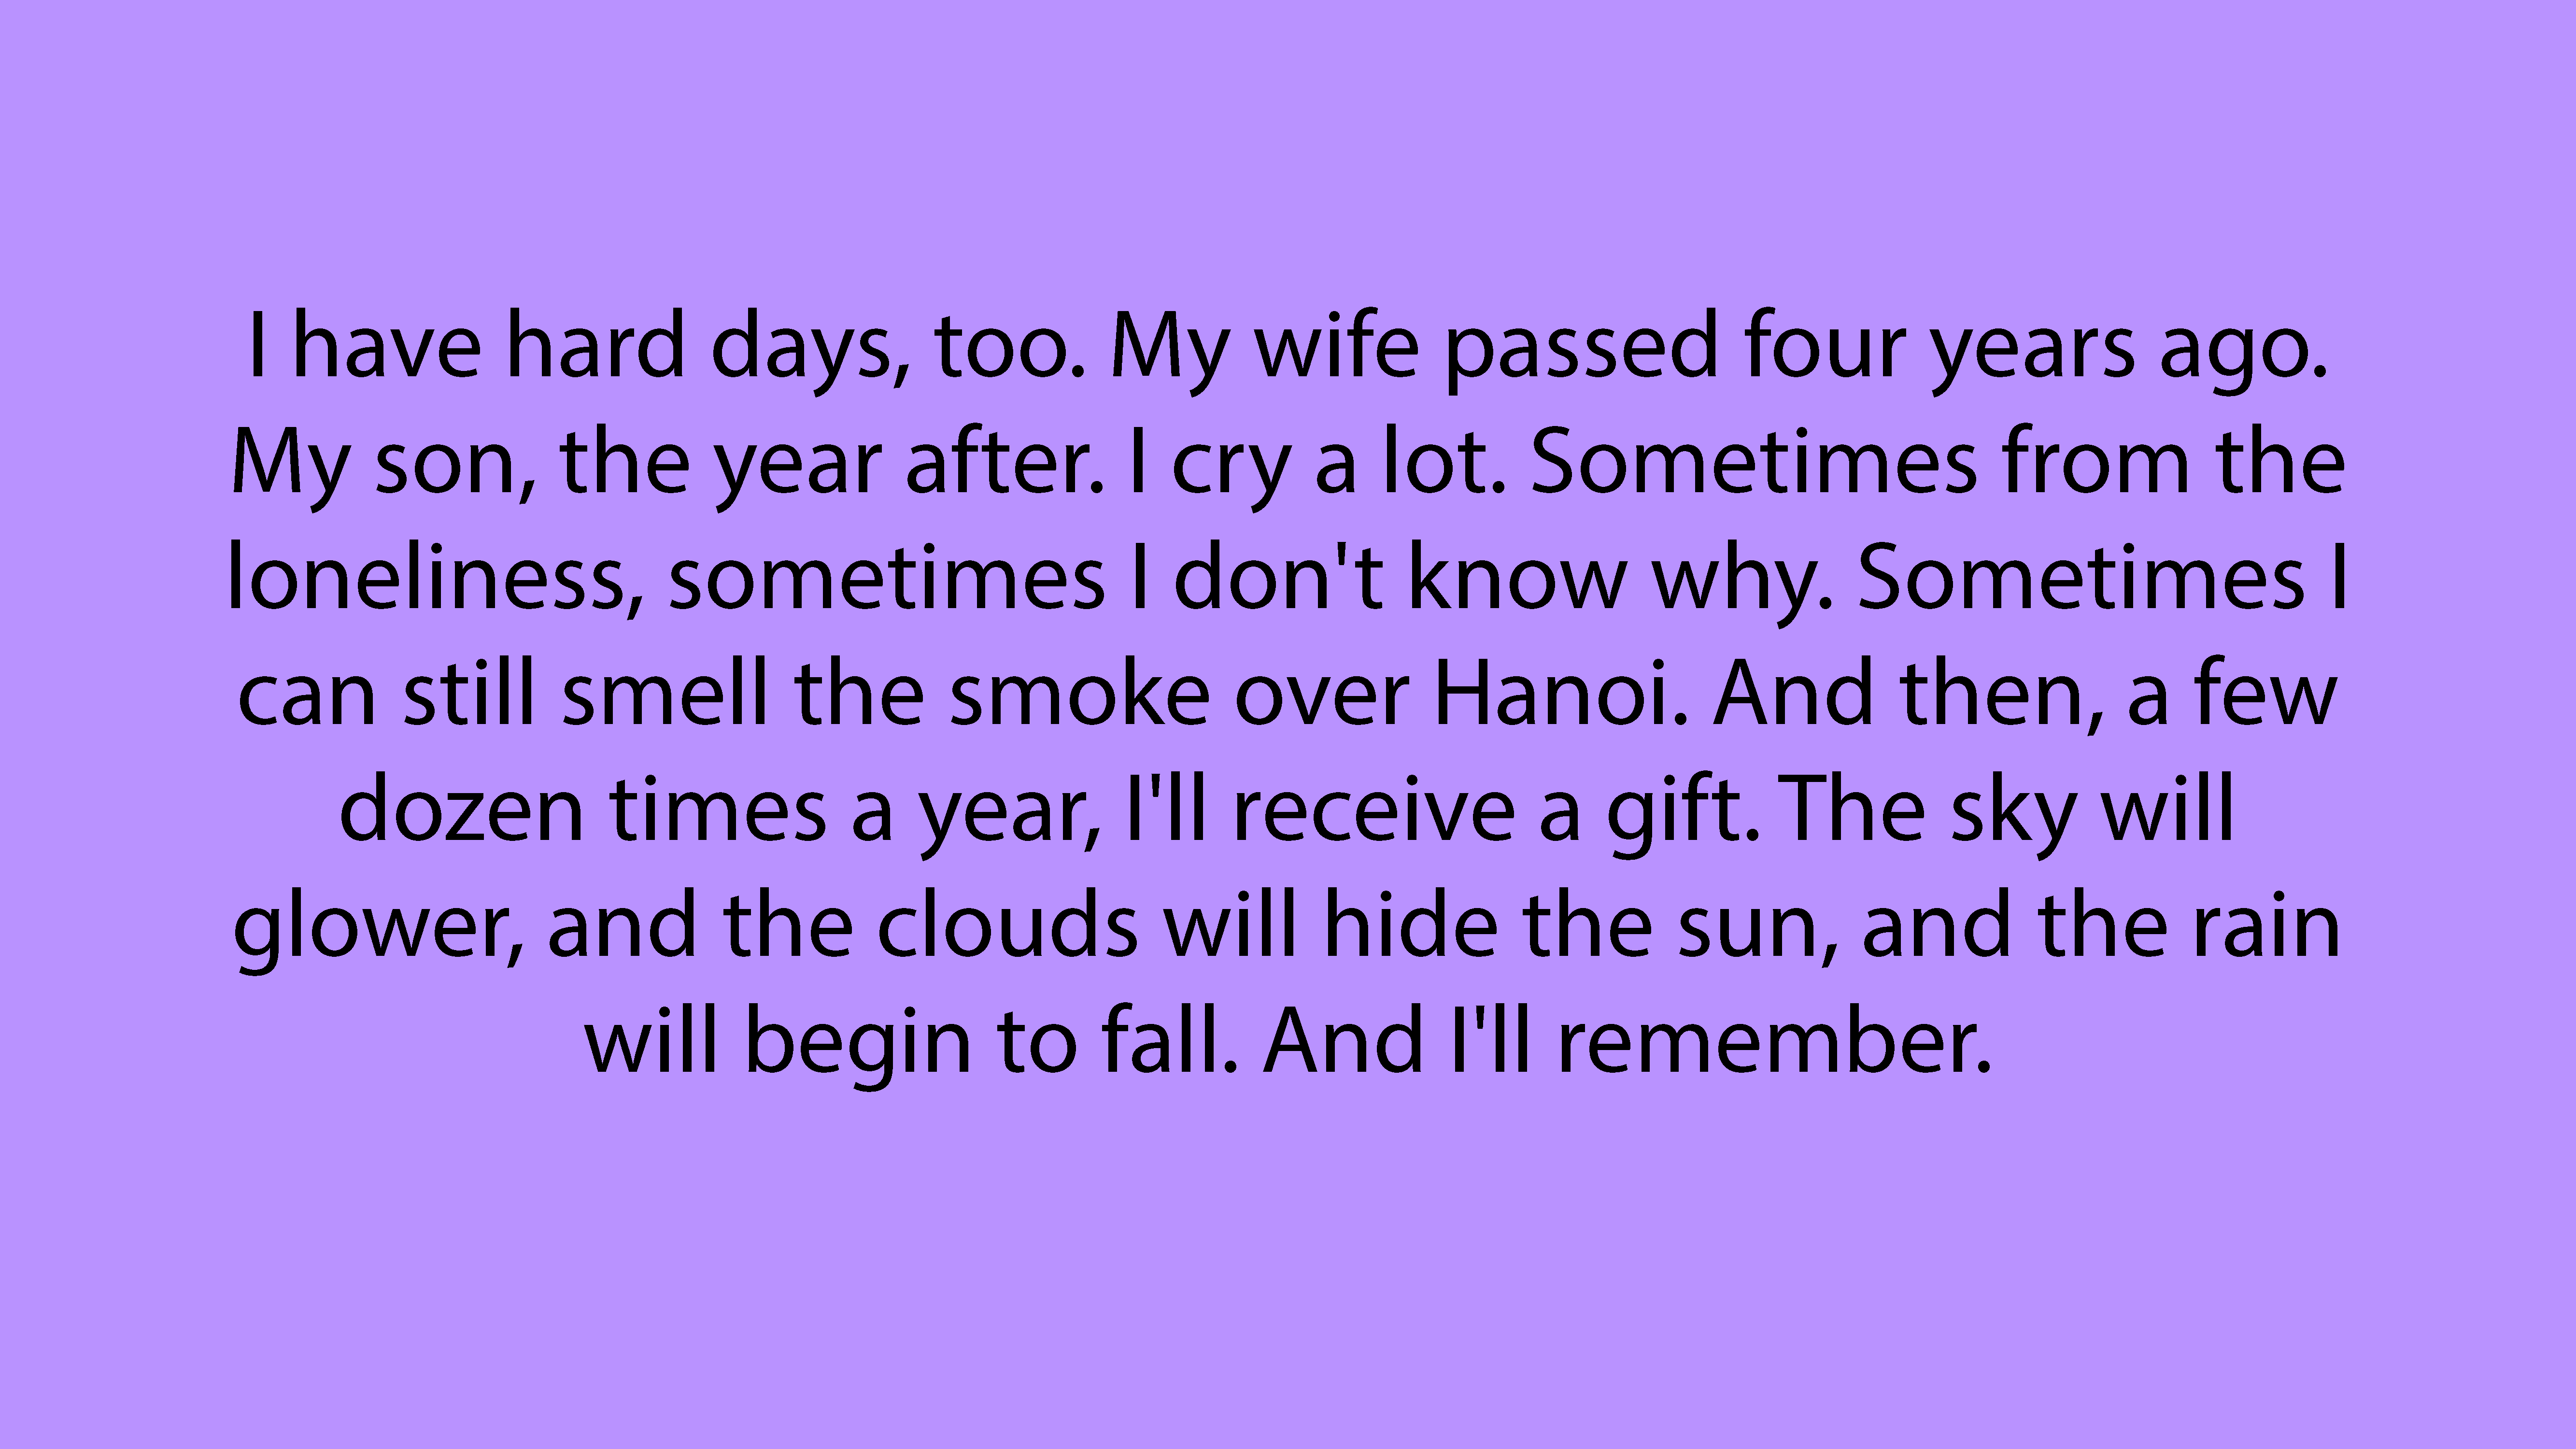 I have hard days, too. My wife passed four years ago.
My son, the year after. I cry a lot. Sometimes from the
loneliness, sometimes I don't know why. Sometimes I
can still smell the smoke over Hanoi. And then, a few
dozen times a year, I'll receive a gift. The sky will
glower, and the clouds will hide the sun, and the rain
will begin to fall. And I'll remember.